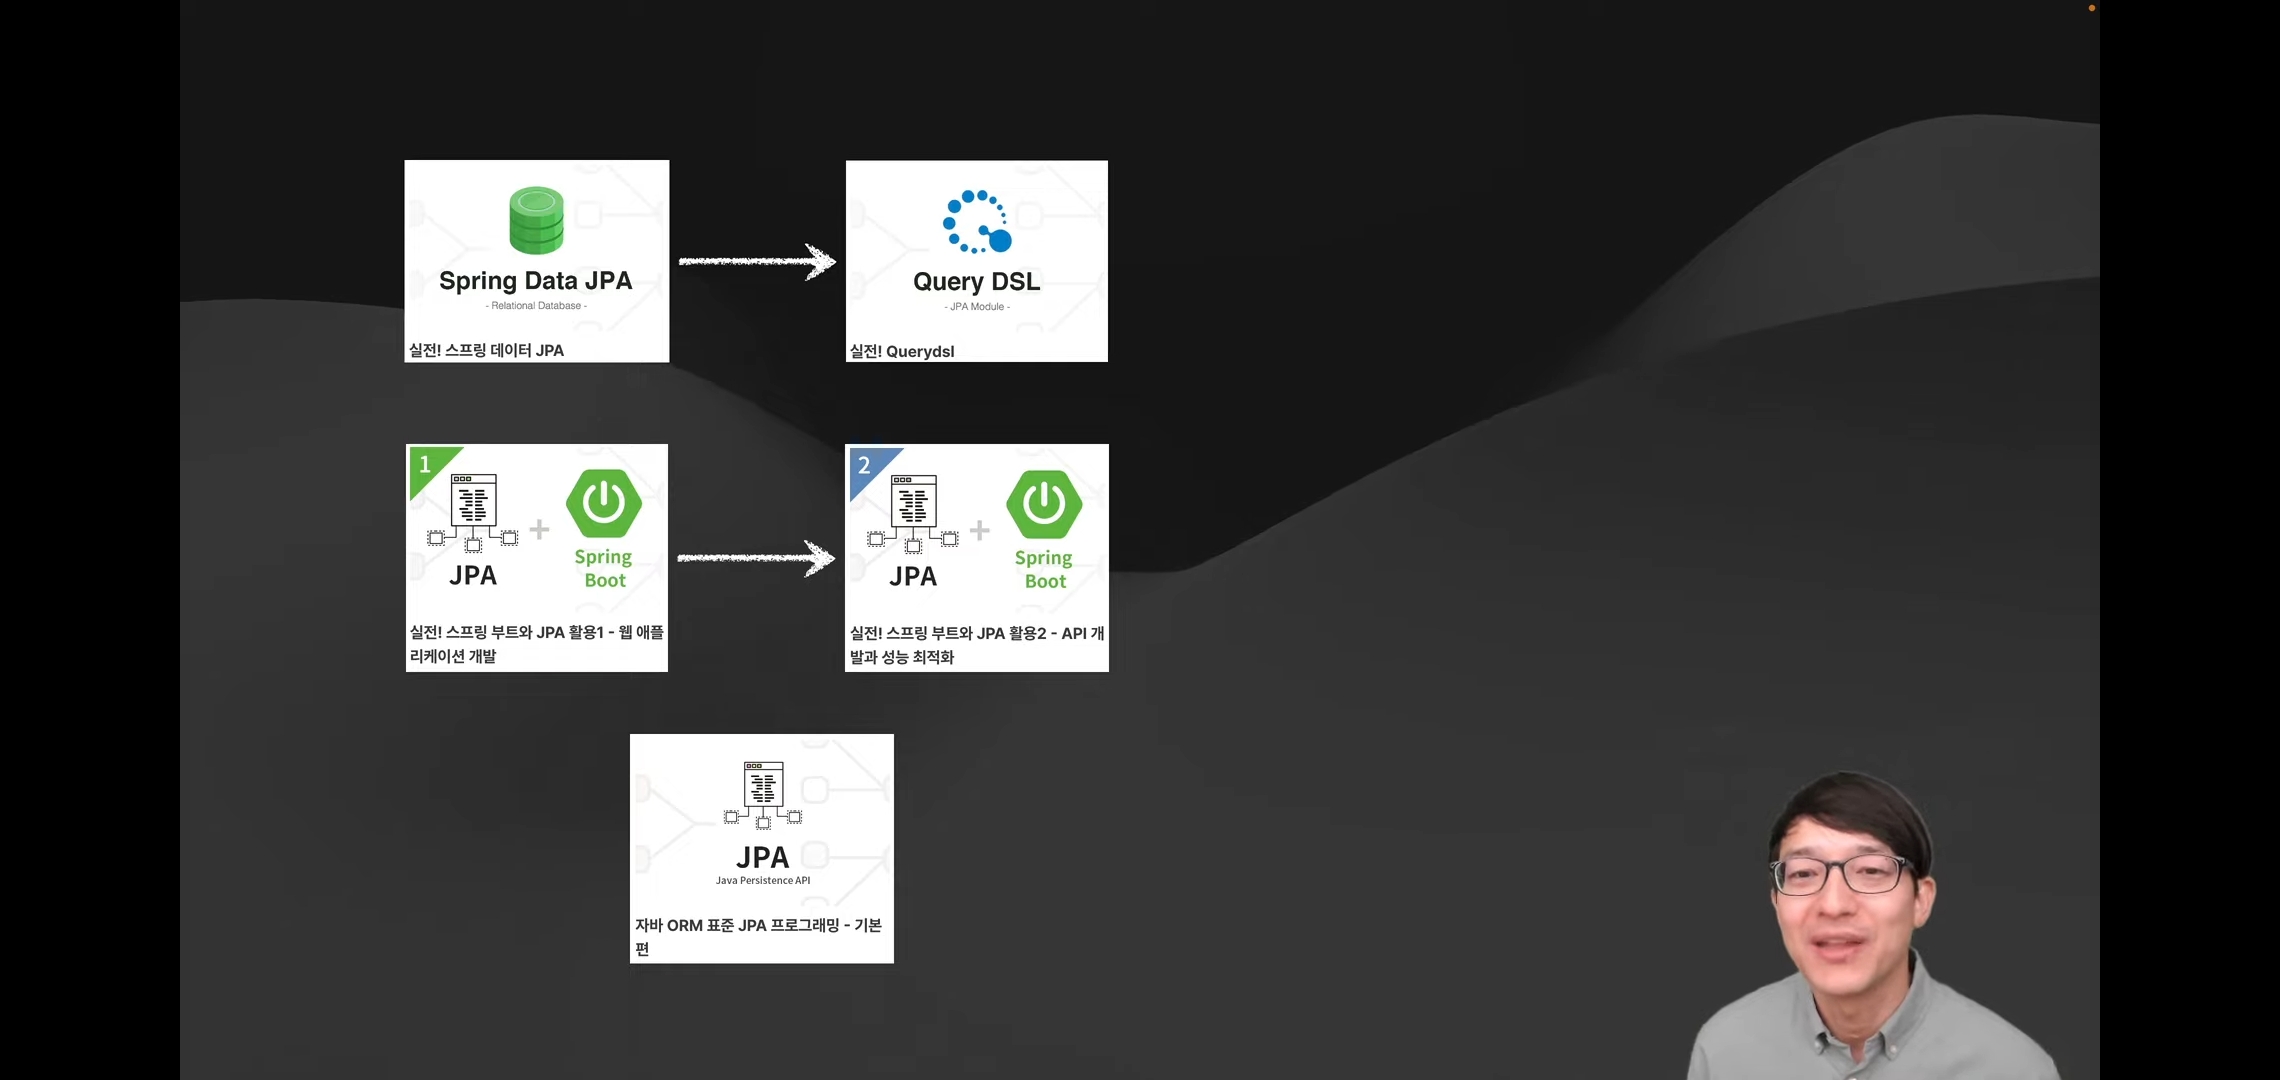 Spring Data JPA
- Relational Database -
실전! 스프링 데이터 JPA
Query DSL
- JPA Module -
실전! Querydsl
1
JPA
+
Spring
Boot
실전! 스프링 부트와 JPA 활용1 - 웹 애플
리케이션 개발
2
JPA
+
Spring
Boot
실전! 스프링 부트와 JPA 활용2 - API 개
발과 성능 최적화
JPA
Java Persistence API
자바 ORM 표준 JPA 프로그래밍 - 기본
편